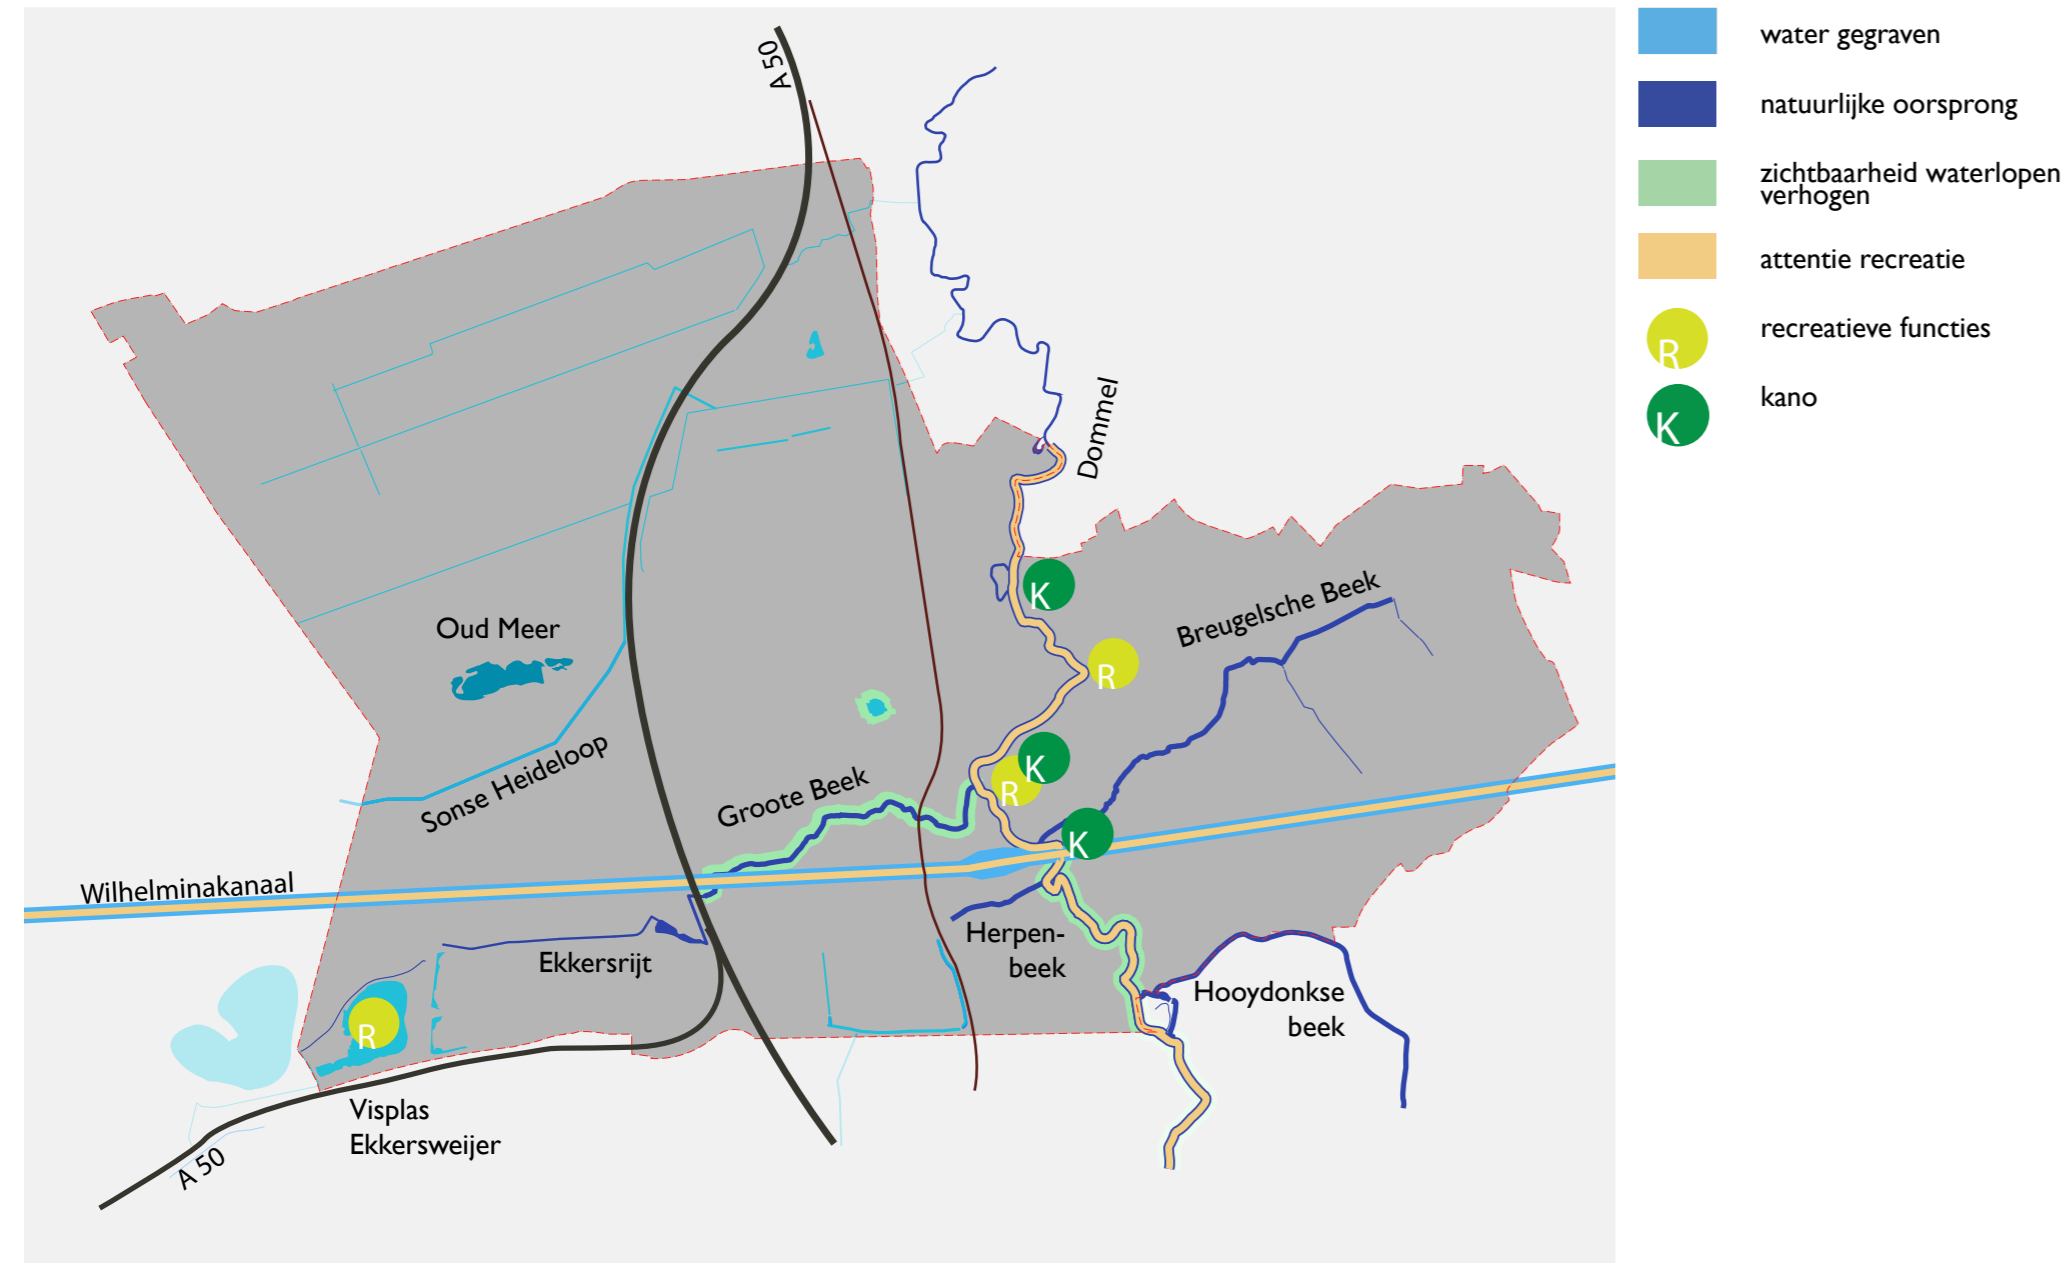 A 50
Dommel
Breugelsche Beek
Oud Meer
Sonse Heideloop
Groote Beek
Wilhelminakanaal
Herpen-
beek
Ekkersrijt
Hooydonkse
beek
Visplas
Ekkersweijer
A 50
K
R
K
R
K
R
water gegraven
natuurlijke oorsprong
zichtbaarheid waterlopen
verhogen
attentie recreatie
R
recreatieve functies
K
kano